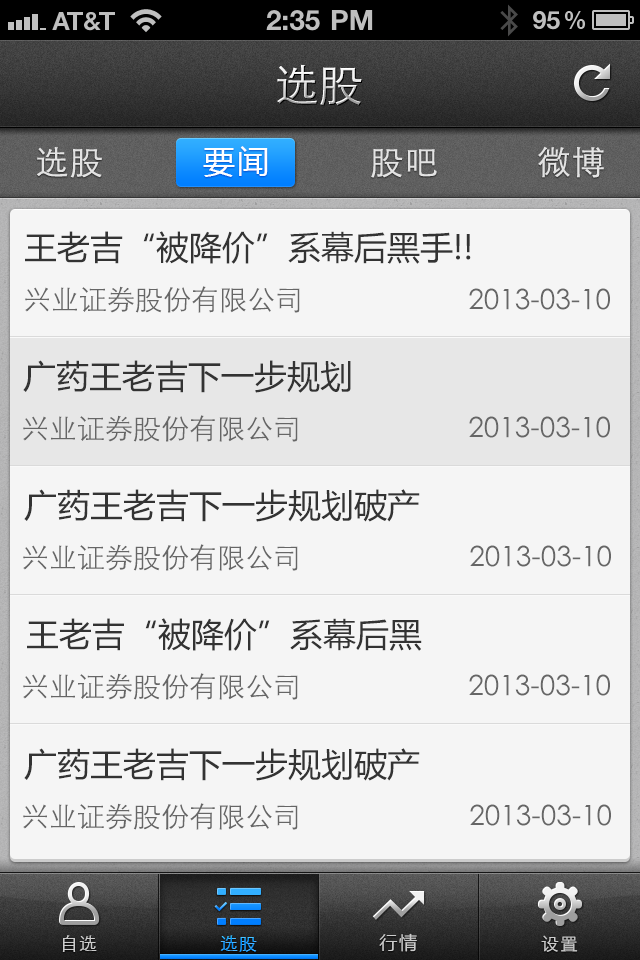 AT&T 2:35 PM 95%
选股
选股 要闻 股吧 微博
王老吉“被降价”系幕后黑手!!
兴业证券股份有限公司 2013-03-10
广药王老吉下一步规划
兴业证券股份有限公司 2013-03-10
广药王老吉下一步规划破产
兴业证券股份有限公司 2013-03-10
王老吉“被降价”系幕后黑
兴业证券股份有限公司 2013-03-10
广药王老吉下一步规划破产
兴业证券股份有限公司 2013-03-10
自选 选股 行情 设置